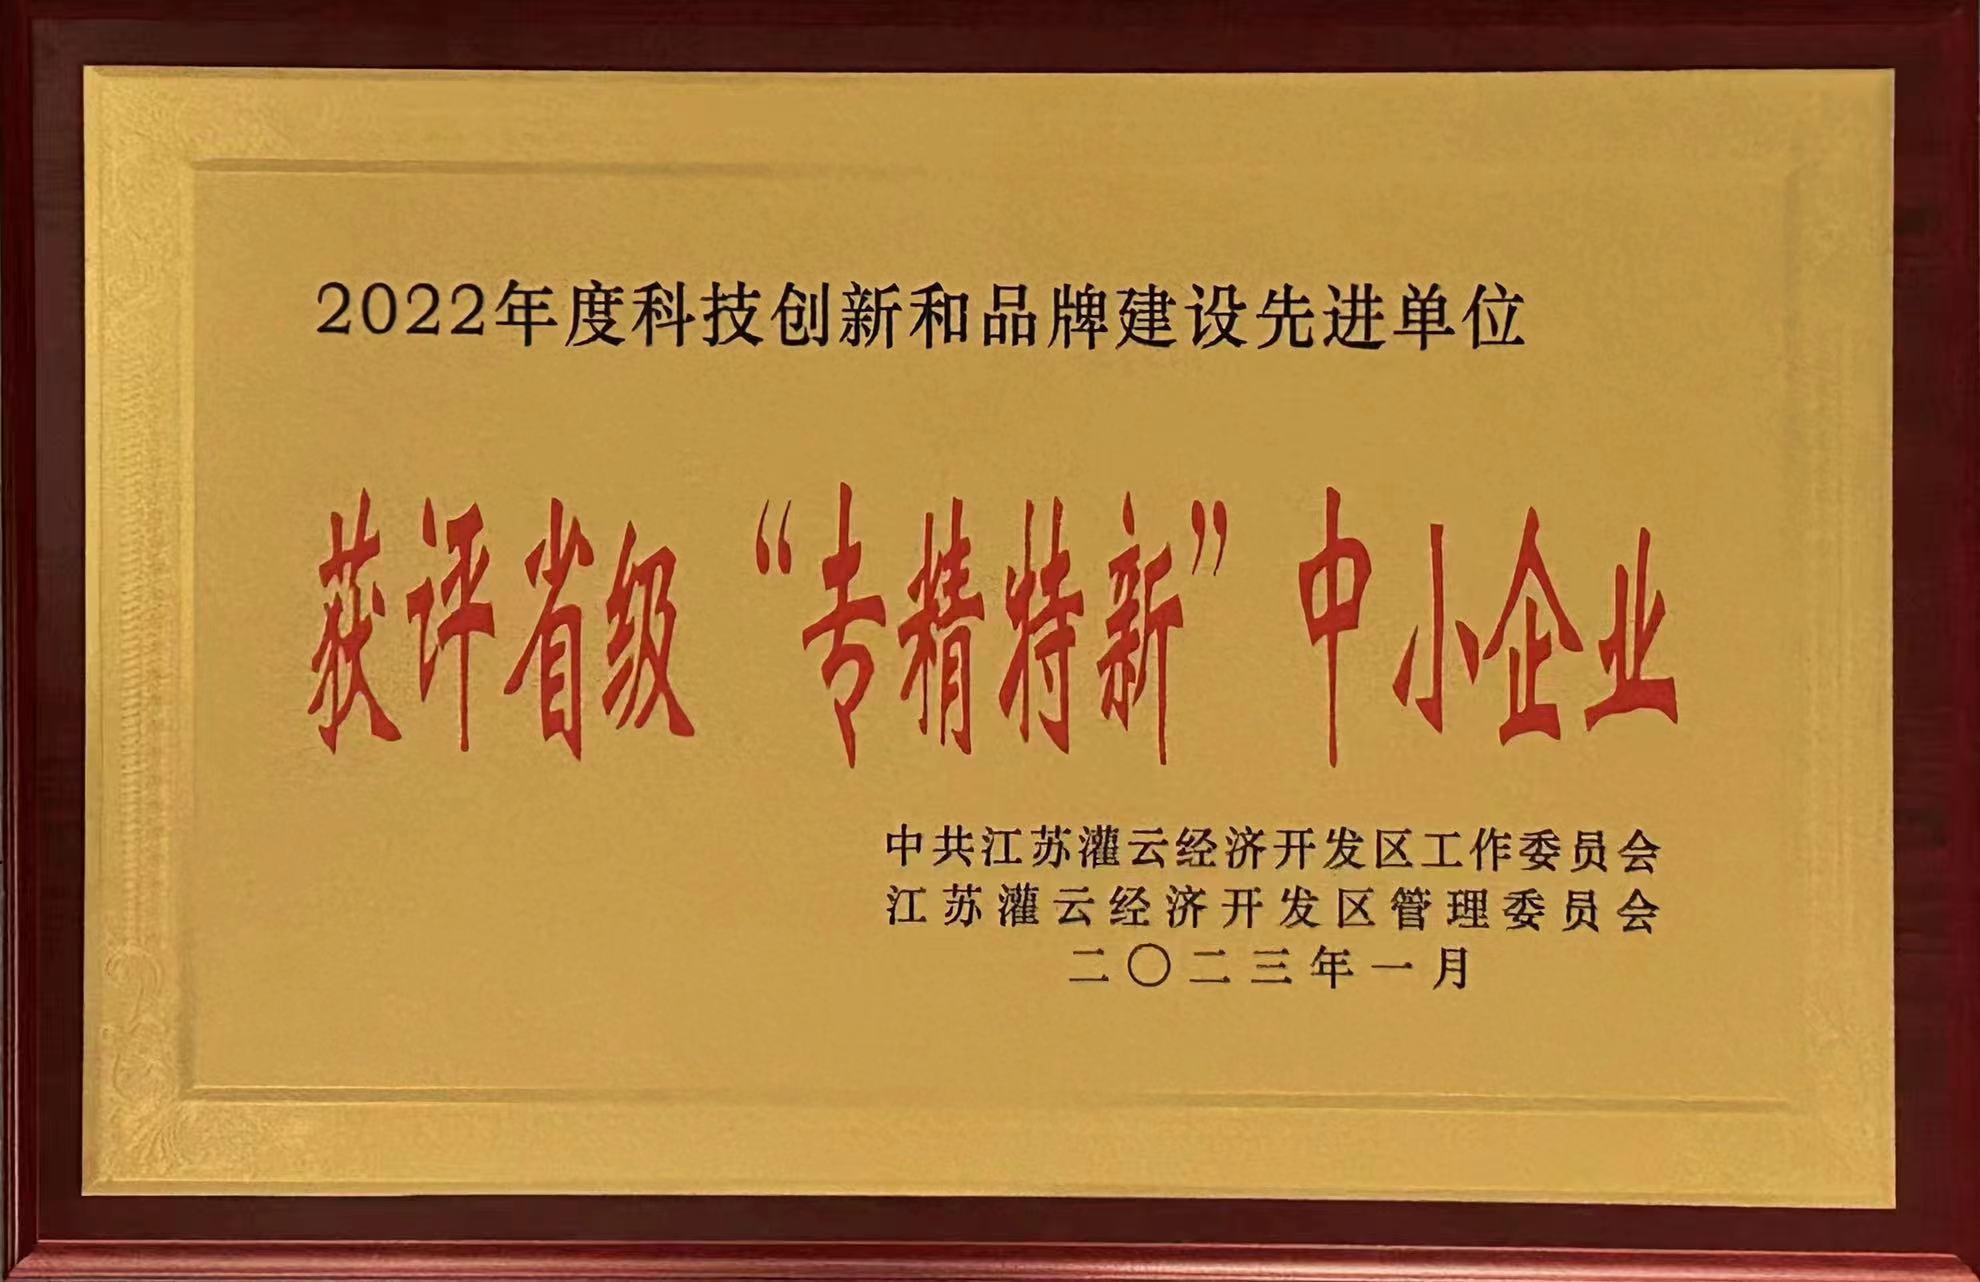 2022年度科技创新和品牌建设先进单位
获评省级“专精特新”中小企业
中共江苏灌云经济开发区工作委员会
江苏灌云经济开发区管理委员会
二〇二三年一月